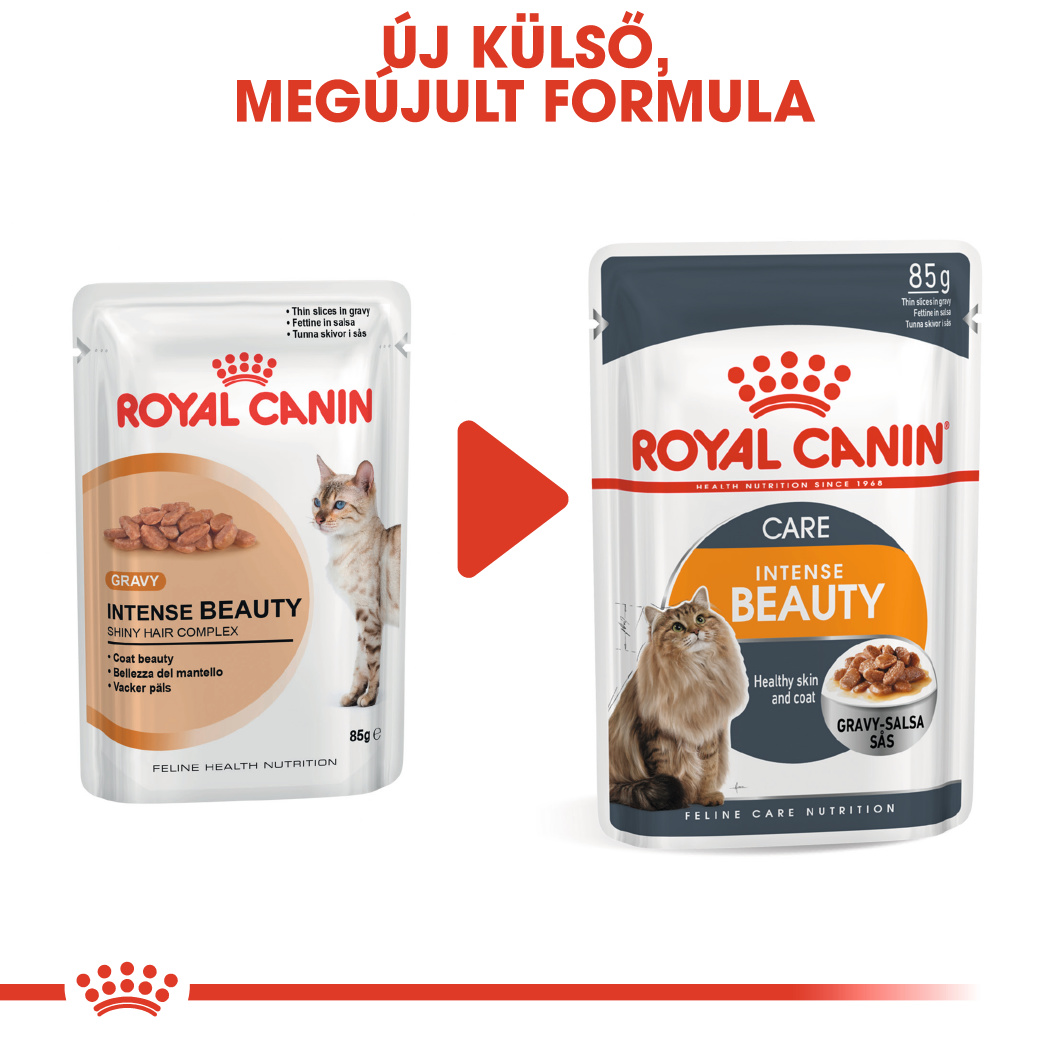 ÚJ KÜLSŐ,
MEGÚJULT FORMULA
• Thin slices in gravy
• Fettine in salsa
• Tunna skivor i sås
ROYAL CANIN
GRAVY
INTENSE BEAUTY
SHINY HAIR COMPLEX
• Coat beauty
• Bellezza del mantello
• Vacker päls
85g e
FELINE HEALTH NUTRITION
85g
Thin slices in gravy
Fettine in salsa
Tunna skivor i sås
ROYAL CANIN®
HEALTH NUTRITION SINCE 1968
CARE
INTENSE
BEAUTY
Healthy skin
and coat
GRAVY-SALSA
SÅS
FELINE CARE NUTRITION